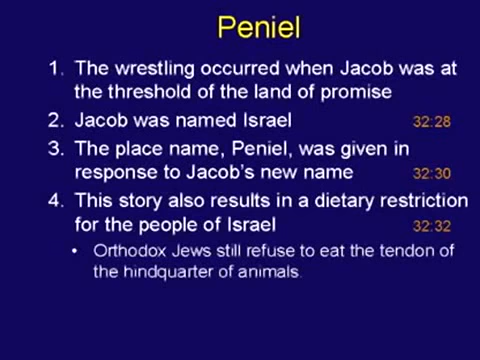 Peniel
1. The wrestling occurred when Jacob was at
the threshold of the land of promise
2. Jacob was named Israel 32:28
3. The place name, Peniel, was given in
response to Jacob's new name 32:30
4. This story also results in a dietary restriction
for the people of Israel 32:32
• Orthodox Jews still refuse to eat the tendon of
the hindquarter of animals.